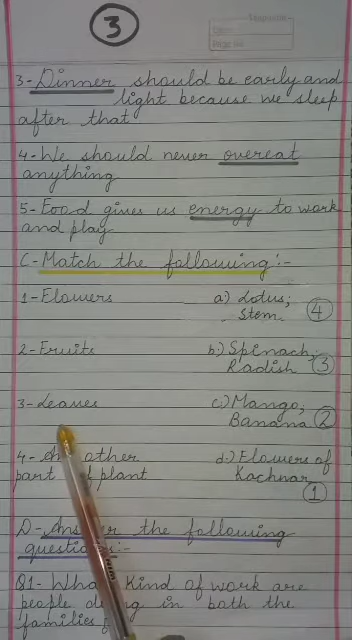 3
3- Dinner should be early and
light because we sleep
after that
4- We should never overeat
anything
5- Food gives us energy to work
and play
C- Match the following:-
1- Flowers a) Lotus,
Stem 4
2- Fruits b) Spinach,
Radish 3
3- Leaves c) Mango,
Banana 2
4- other d) Flowers of
part plant Kachnar
1
D- Answer the following
questions:-
Q1- What kind of work are
people in both the
families